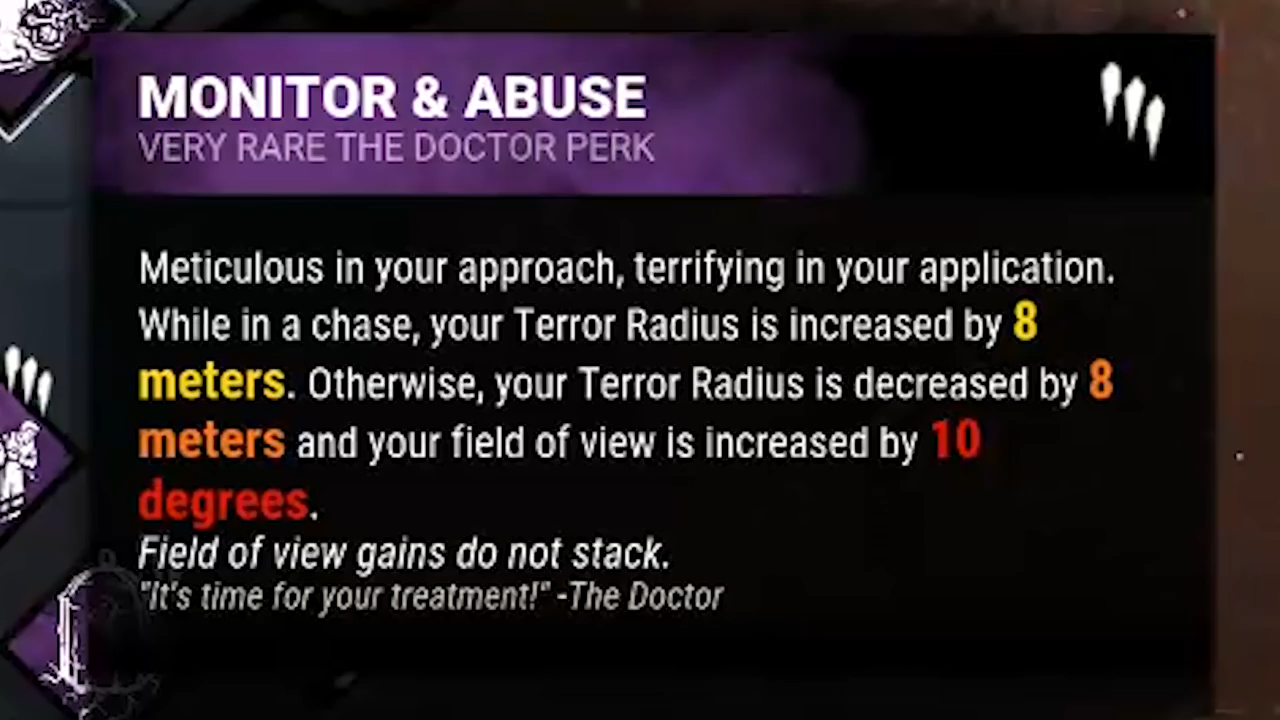 MONITOR & ABUSE
VERY RARE THE DOCTOR PERK
Meticulous in your approach, terrifying in your application.
While in a chase, your Terror Radius is increased by 8
meters. Otherwise, your Terror Radius is decreased by 8
meters and your field of view is increased by 10
degrees.
Field of view gains do not stack.
"It's time for your treatment!" -The Doctor